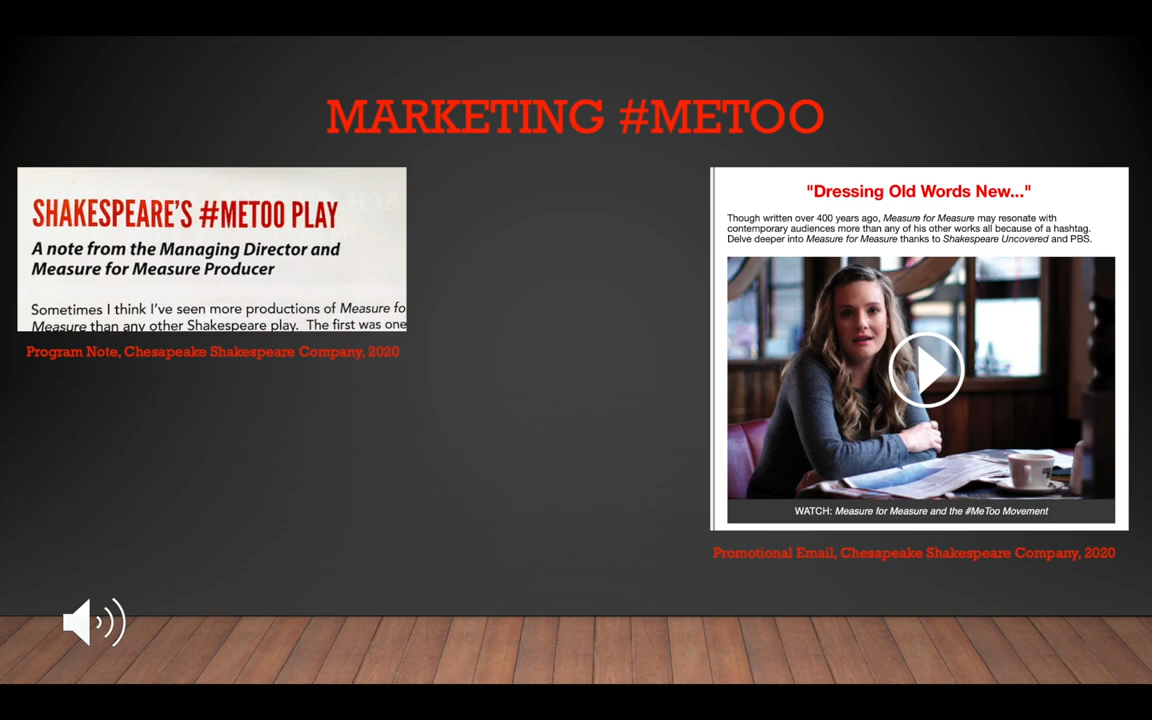 MARKETING #METOO
SHAKESPEARE'S #METOO PLAY
A note from the Managing Director and
Measure for Measure Producer
Sometimes I think I've seen more productions of Measure fo
Measure than any other Shakespeare play. The first was one
Program Note, Chesapeake Shakespeare Company, 2020
"Dressing Old Words New..."
Though written over 400 years ago, Measure for Measure may resonate with
contemporary audiences more than any of his other works all because of a hashtag.
Delve deeper into Measure for Measure thanks to Shakespeare Uncovered and PBS.
WATCH: Measure for Measure and the #MeToo Movement
Promotional Email, Chesapeake Shakespeare Company, 2020